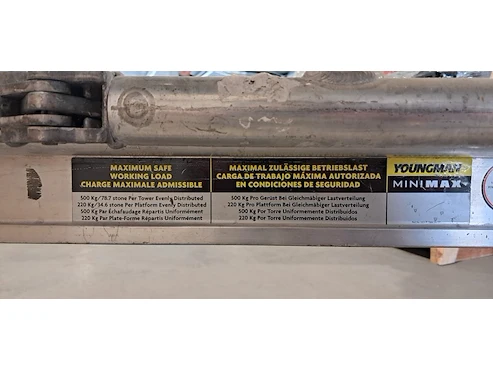 MAXIMUM SAFE
WORKING LOAD
CHARGE MAXIMALE ADMISSIBLE
500 Kg/78.7 stone Per Tower Evenly Distributed
220 Kg/34.6 stone Per Platform Evenly Distributed
500 Kg Par Echafaudage Répartis Uniformément
220 Kg Par Plate-Forme Répartis Uniformément
MAXIMAL ZULÄSSIGE BETRIEBSLAST
CARGA DE TRABAJO MÁXIMA AUTORIZADA
EN CONDICIONES DE SEGURIDAD
500 Kg Pro Gerüst Bei Gleichmäßiger Lastverteilung
220 Kg Pro Plattform Bei Gleichmäßiger Lastverteilung
500 Kg Por Torre Uniformemente Distribuidos
220 Kg Por Torre Uniformemente Distribuidos
YOUNGMAN
MINIMAX